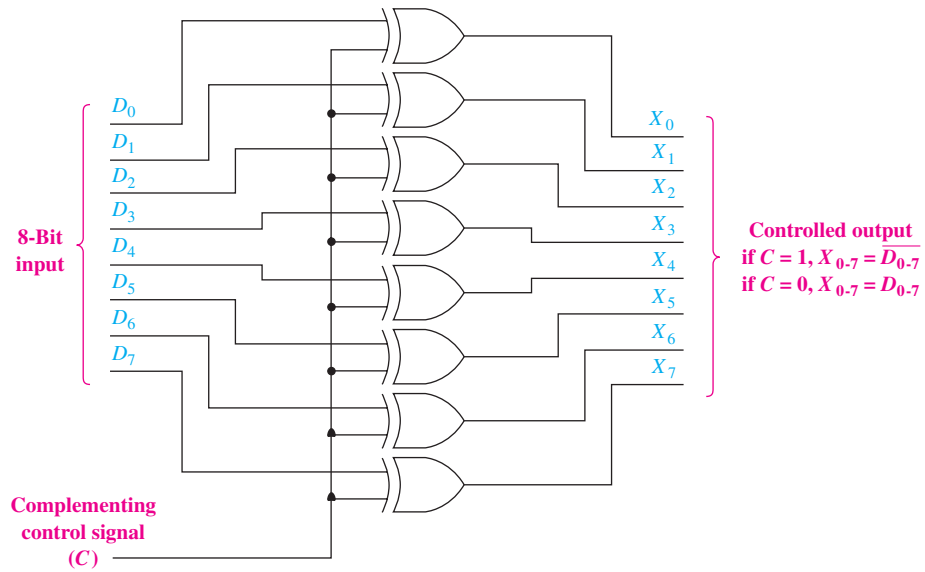 D0
D1
D2
D3
D4
D5
D6
D7
8-Bit
input
Complementing
control signal
(C)
X0
X1
X2
X3
X4
X5
X6
X7
Controlled output
if C = 1, X0-7 = D̅0̅-̅7̅
if C = 0, X0-7 = D0-7